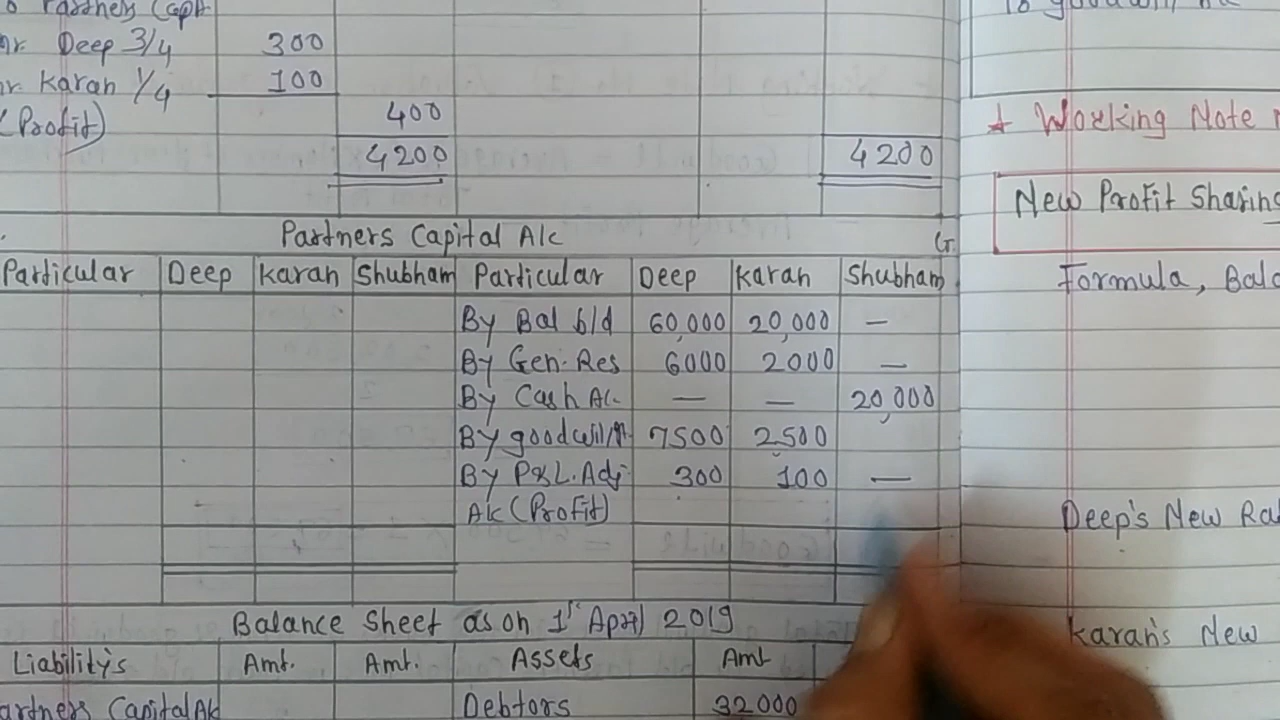 Deep 3/4 300
Karan 1/4 100
(Profit) 400
4200 4200
Partners Capital A/c Cr.
Particular Deep Karan Shubham Particular Deep Karan Shubham
By Bal b/d 60,000 20,000 —
By Gen. Res 6000 2000 —
By Cash A/c — — 20,000
By goodwill 7500 2500
By P&L. Adj. 300 100 —
A/c (Profit)
Balance Sheet as on 1st April 2019
Liability's Amt. Amt. Assets Amt
Capital A/c Debtors 32000
Working Note
New Profit Sharing
Formula,
Deep's New
Karan's New